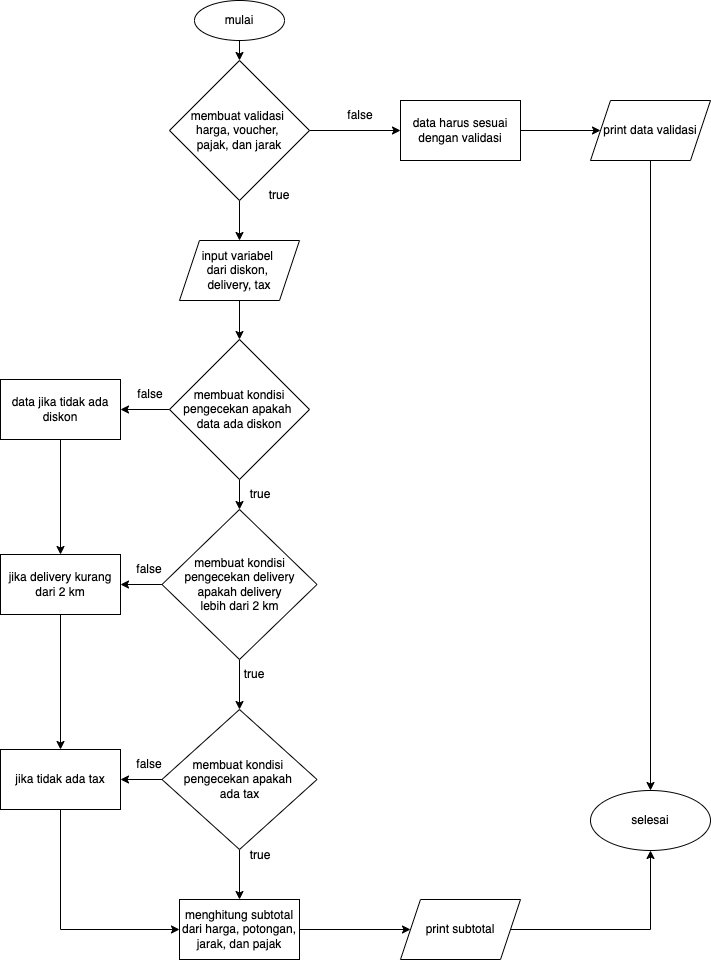 mulai
membuat validasi
harga, voucher,
pajak, dan jarak
false
data harus sesuai
dengan validasi
print data validasi
true
input variabel
dari diskon,
delivery, tax
membuat kondisi
pengecekan apakah
data ada diskon
false
data jika tidak ada
diskon
true
membuat kondisi
pengecekan delivery
apakah delivery
lebih dari 2 km
false
jika delivery kurang
dari 2 km
true
membuat kondisi
pengecekan apakah
ada tax
false
jika tidak ada tax
true
menghitung subtotal
dari harga, potongan,
jarak, dan pajak
print subtotal
selesai